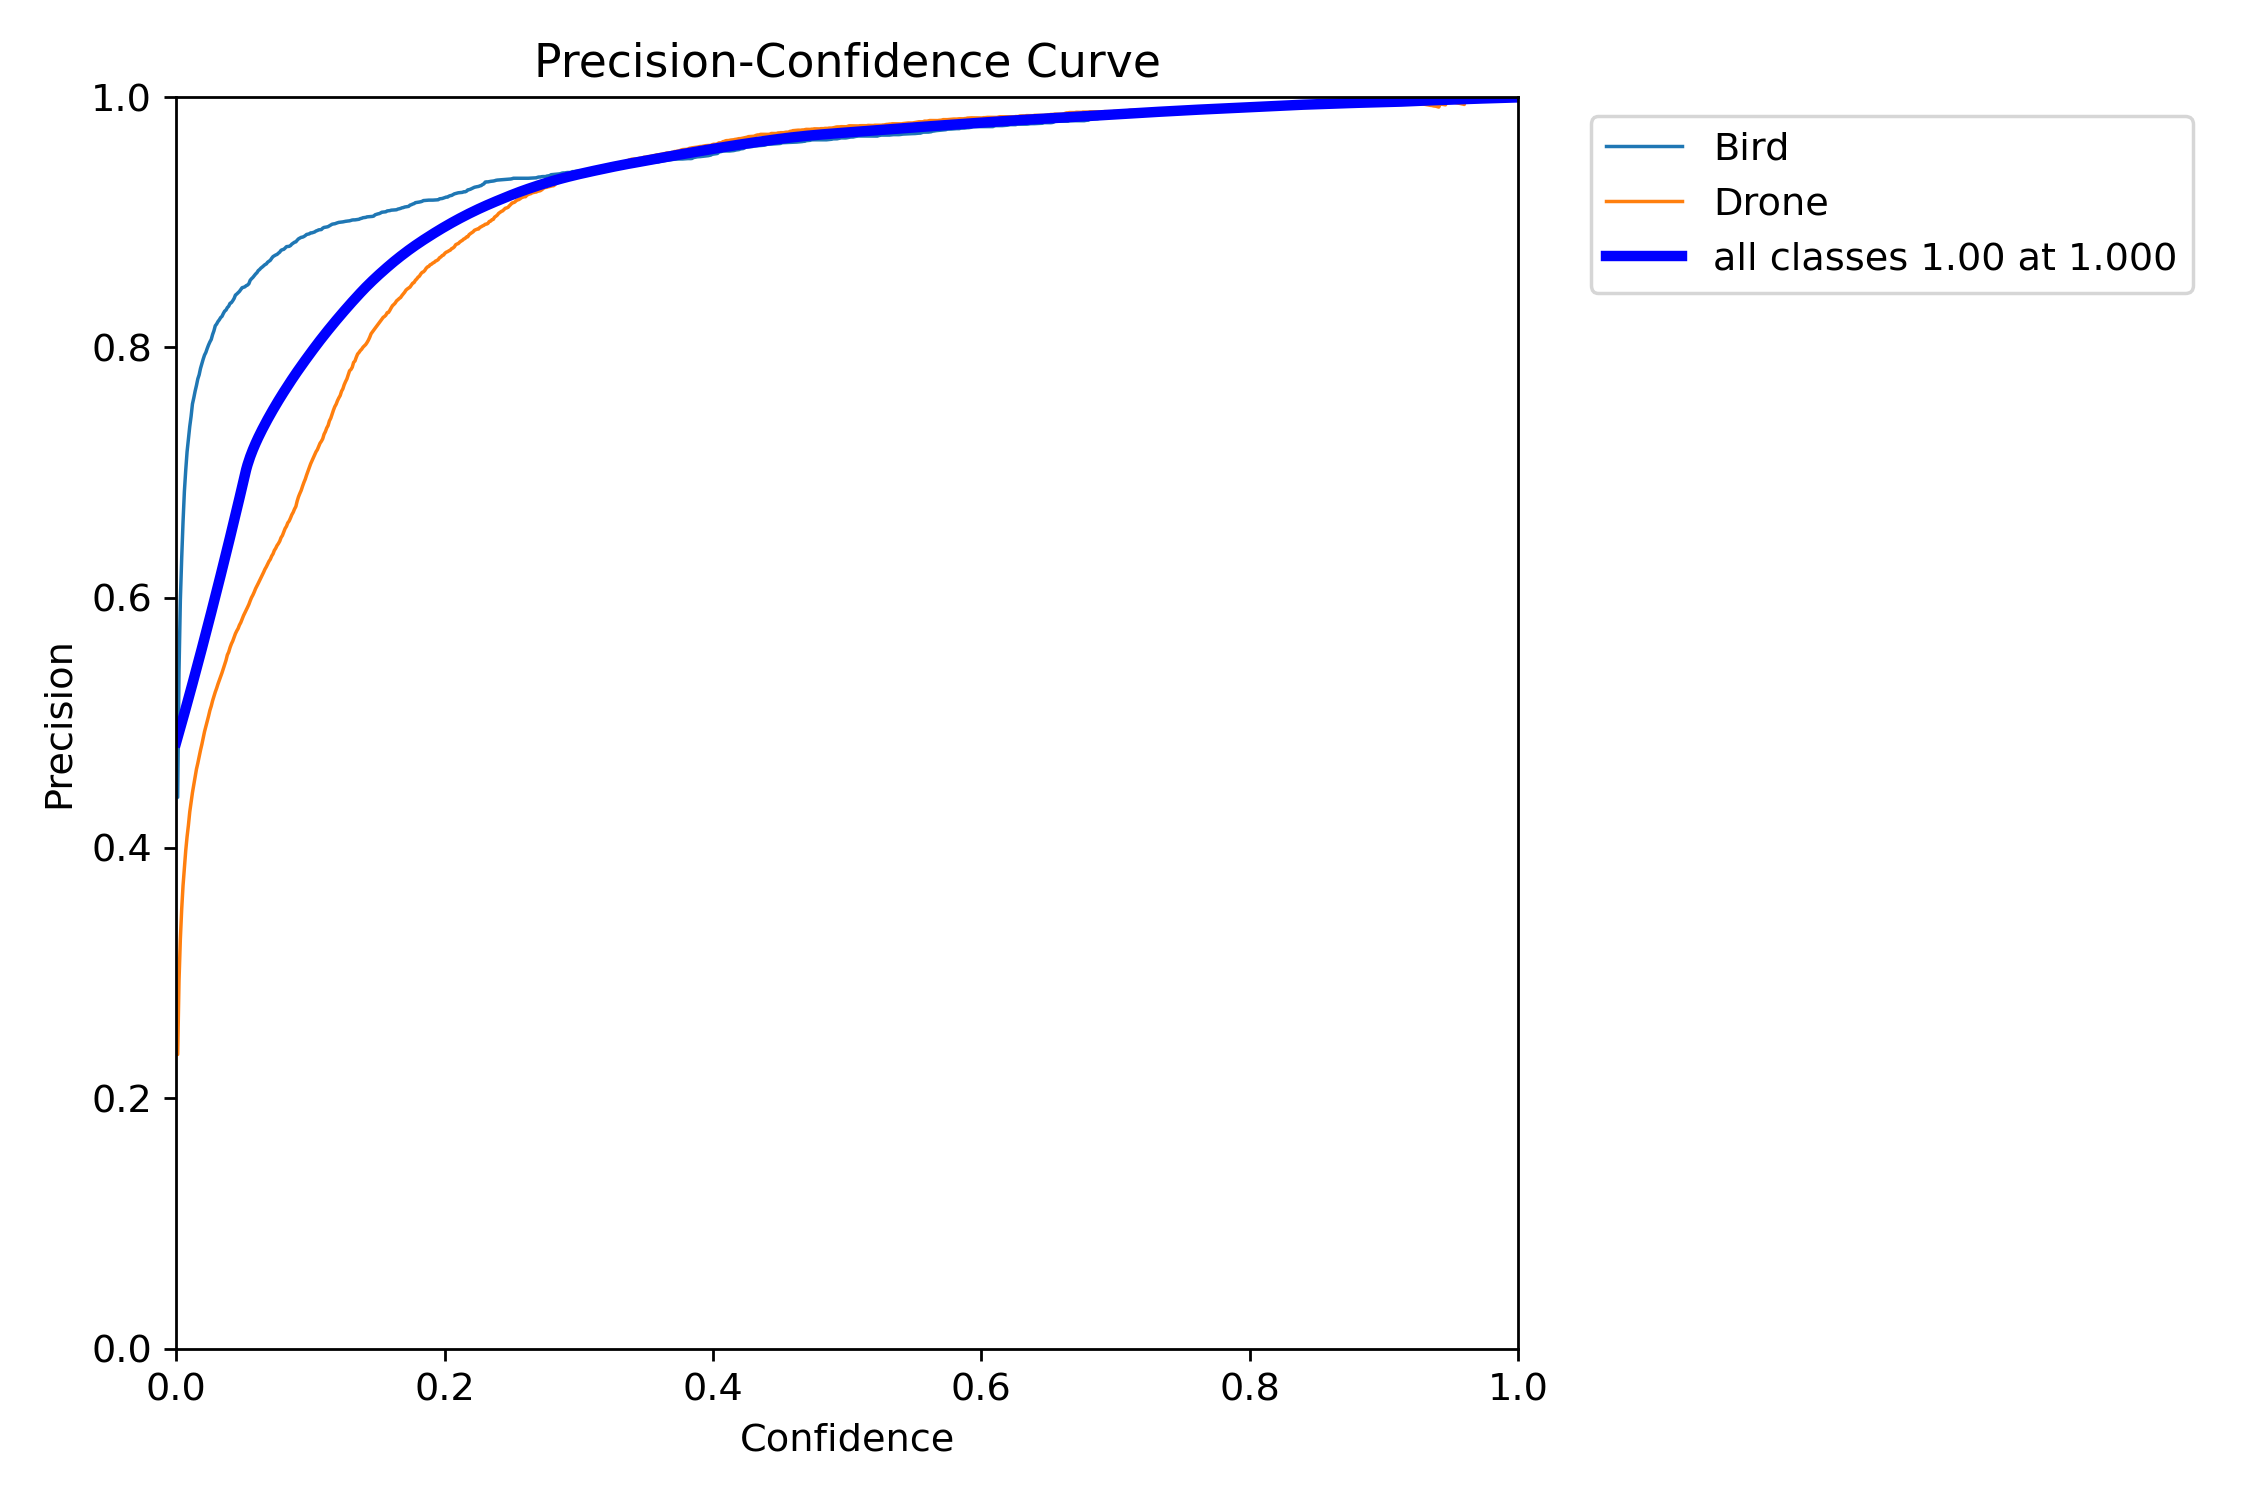 Precision-Confidence Curve
1.0
0.8
0.6
0.4
0.2
0.0
Precision
0.0 0.2 0.4 0.6 0.8 1.0
Confidence
Bird
Drone
all classes 1.00 at 1.000